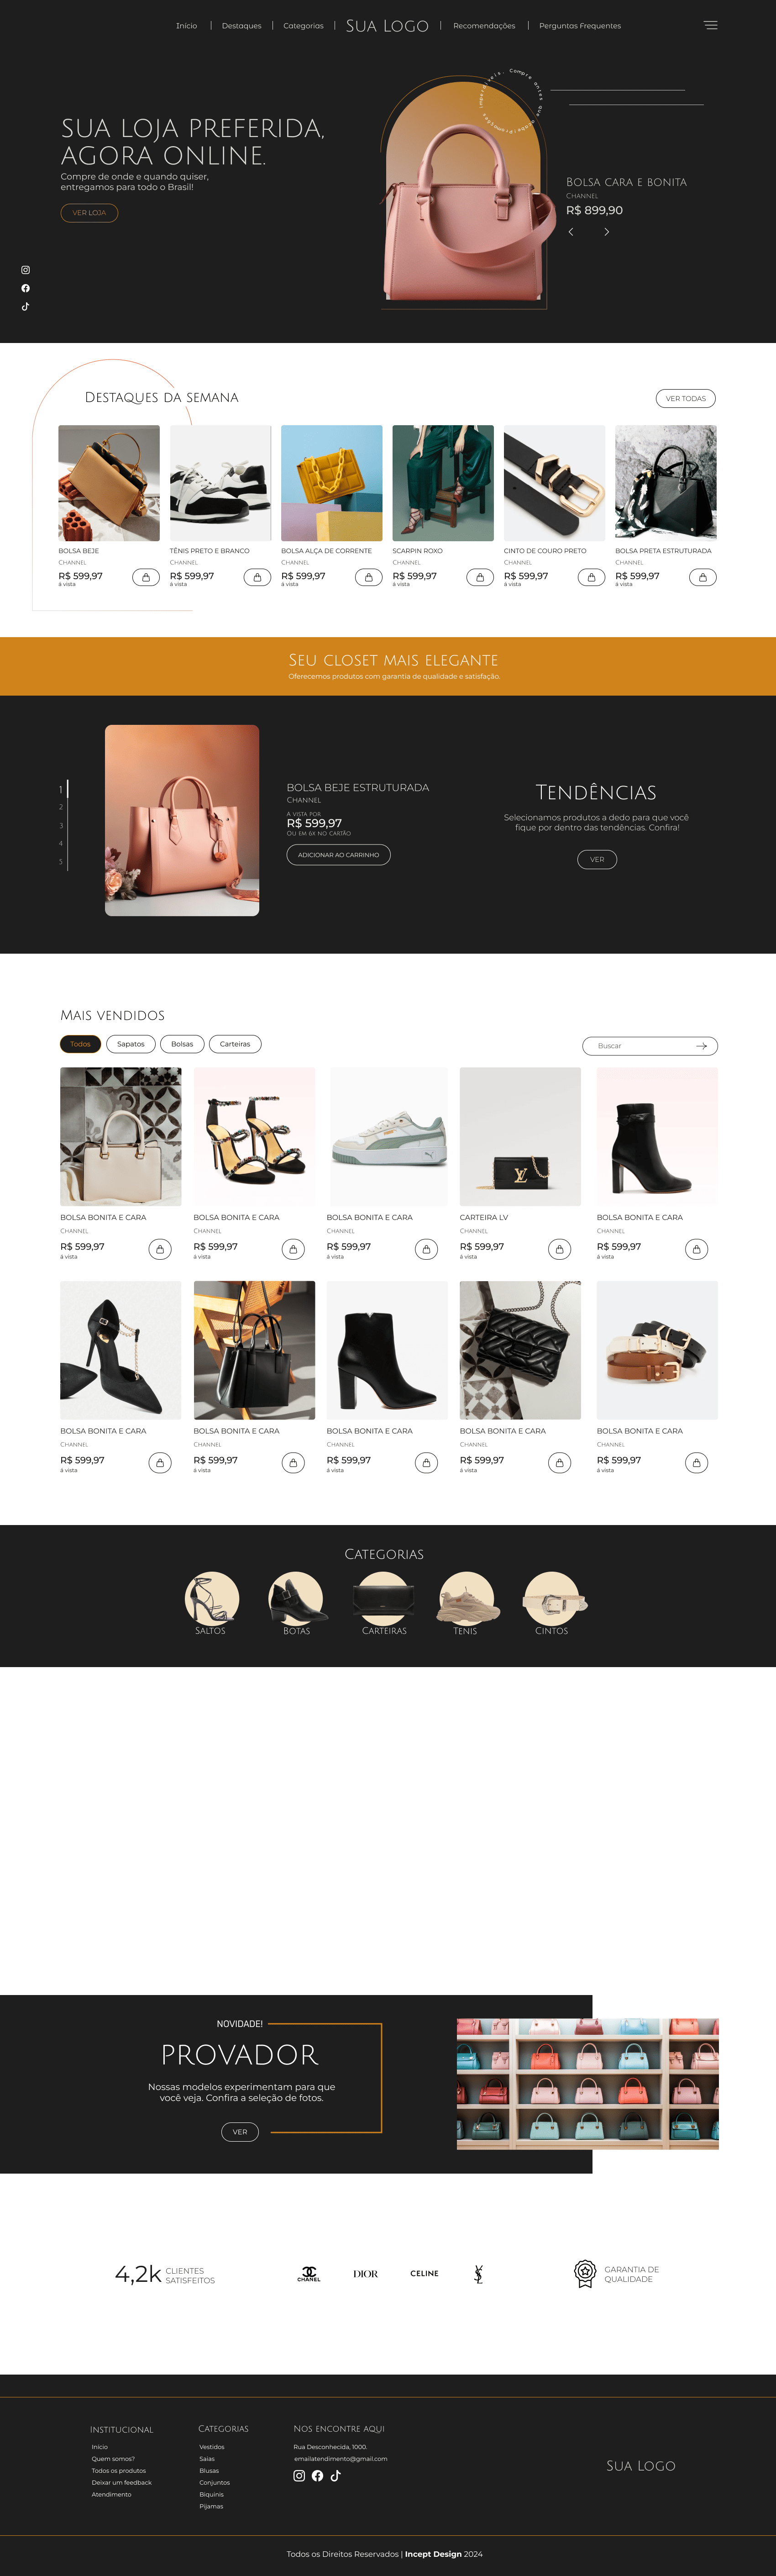 Início
Destaques
Categorias
Sua Logo
Recomendações
Perguntas Frequentes
SUA LOJA PREFERIDA,
AGORA ONLINE.
Compre de onde e quando quiser,
entregamos para todo o Brasil!
VER LOJA
Bolsa cara e bonita
Channel
R$ 899,90
Destaques da semana
VER TODAS
BOLSA BEJE
Channel
R$ 599,97
á vista
TÊNIS PRETO E BRANCO
Channel
R$ 599,97
á vista
BOLSA ALÇA DE CORRENTE
Channel
R$ 599,97
á vista
SCARPIN ROXO
Channel
R$ 599,97
á vista
CINTO DE COURO PRETO
Channel
R$ 599,97
á vista
BOLSA PRETA ESTRUTURADA
Channel
R$ 599,97
á vista
Seu closet mais elegante
Oferecemos produtos com garantia de qualidade e satisfação.
1
2
3
4
5
BOLSA BEJE ESTRUTURADA
Channel
A vista por
R$ 599,97
Ou em 6x no cartão
ADICIONAR AO CARRINHO
Tendências
Selecionamos produtos a dedo para que você
fique por dentro das tendências. Confira!
VER
Mais vendidos
Todos
Sapatos
Bolsas
Carteiras
Buscar
BOLSA BONITA E CARA
Channel
R$ 599,97
á vista
BOLSA BONITA E CARA
Channel
R$ 599,97
á vista
BOLSA BONITA E CARA
Channel
R$ 599,97
á vista
CARTEIRA LV
Channel
R$ 599,97
á vista
BOLSA BONITA E CARA
Channel
R$ 599,97
á vista
BOLSA BONITA E CARA
Channel
R$ 599,97
á vista
BOLSA BONITA E CARA
Channel
R$ 599,97
á vista
BOLSA BONITA E CARA
Channel
R$ 599,97
á vista
BOLSA BONITA E CARA
Channel
R$ 599,97
á vista
BOLSA BONITA E CARA
Channel
R$ 599,97
á vista
Categorias
Saltos
Botas
Carteiras
Tenis
Cintos
NOVIDADE!
PROVADOR
Nossas modelos experimentam para que
você veja. Confira a seleção de fotos.
VER
4,2k
CLIENTES
SATISFEITOS
CHANEL
DIOR
CELINE
YSL
GARANTIA DE
QUALIDADE
Institucional
Início
Quem somos?
Todos os produtos
Deixar um feedback
Atendimento
Categorias
Vestidos
Saias
Blusas
Conjuntos
Biquinis
Pijamas
Nos encontre aqui
Rua Desconhecida, 1000.
emailatendimento@gmail.com
Sua Logo
Todos os Direitos Reservados | Incept Design 2024